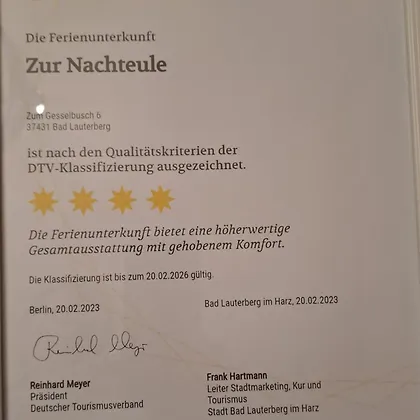 Die Ferienunterkunft
Zur Nachteule
Zum Gesselbusch 6
37431 Bad Lauterberg
ist nach den Qualitätskriterien der
DTV-Klassifizierung ausgezeichnet.
Die Ferienunterkunft bietet eine höherwertige
Gesamtausstattung mit gehobenem Komfort.
Die Klassifizierung ist bis zum 20.02.2026 gültig.
Berlin, 20.02.2023
Bad Lauterberg im Harz, 20.02.2023
Reinhard Meyer
Präsident
Deutscher Tourismusverband
Frank Hartmann
Leiter Stadtmarketing, Kur und
Tourismus
Stadt Bad Lauterberg im Harz